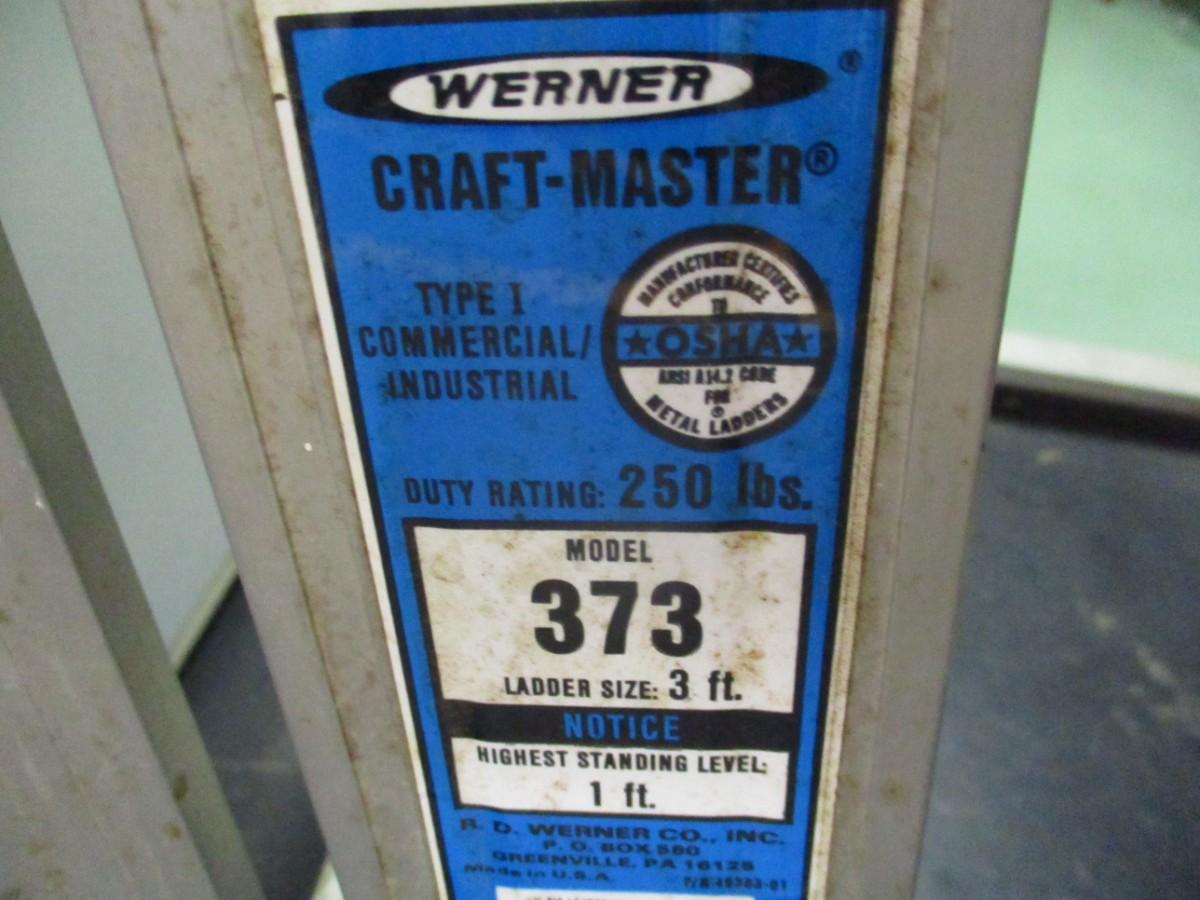 WERNER ®
CRAFT-MASTER®
TYPE I
COMMERCIAL/
INDUSTRIAL
MANUFACTURER CERTIFIES
CONFORMANCE
TO
★OSHA★
ANSI A14.2 CODE
FOR
®
METAL LADDERS
DUTY RATING: 250 lbs.
MODEL
373
LADDER SIZE: 3 ft.
NOTICE
HIGHEST STANDING LEVEL:
1 ft.
R. D. WERNER CO., INC.
P. O. BOX 580
GREENVILLE, PA 16125
Made in U.S.A.